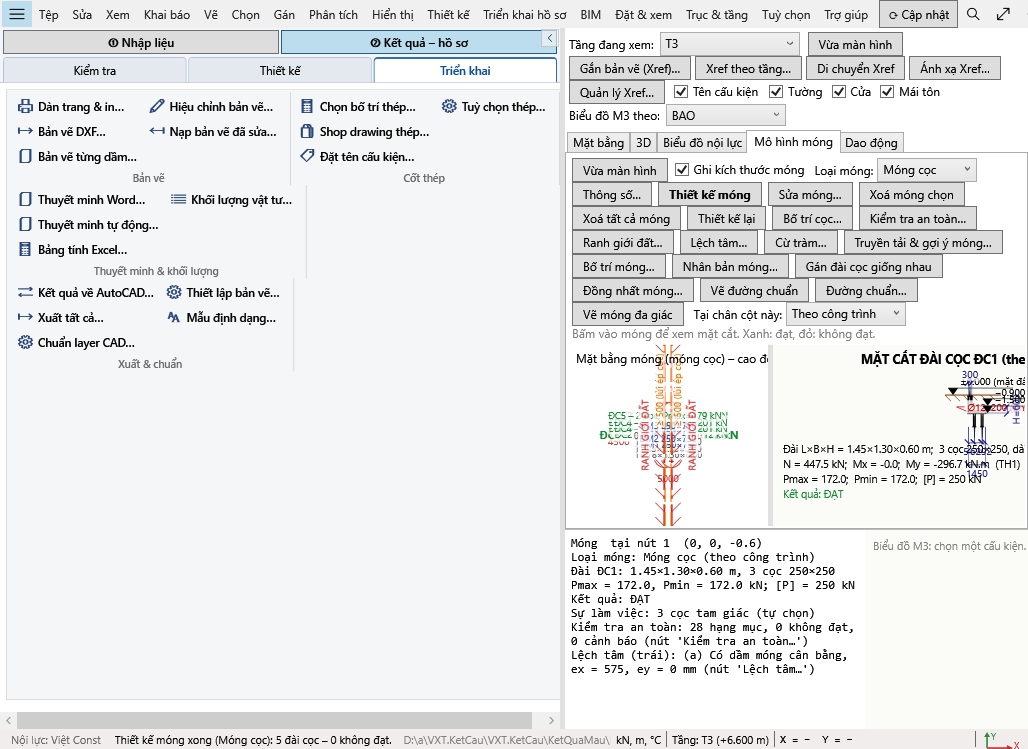 Tệp Sửa Xem Khai báo Vẽ Chọn Gán Phân tích Hiển thị Thiết kế Triển khai hồ sơ BIM Đặt & xem Trục & tầng Tuỳ chọn Trợ giúp ⟳ Cập nhật
① Nhập liệu
② Kết quả – hồ sơ
Kiểm tra
Thiết kế
Triển khai
Dàn trang & in...
Hiệu chỉnh bản vẽ...
Bản vẽ DXF...
Nạp bản vẽ đã sửa...
Bản vẽ từng dầm...
Bản vẽ
Chọn bố trí thép...
Tuỳ chọn thép...
Shop drawing thép...
Đặt tên cấu kiện...
Cốt thép
Thuyết minh Word...
Khối lượng vật tư...
Thuyết minh tự động...
Bảng tính Excel...
Thuyết minh & khối lượng
Kết quả về AutoCAD...
Thiết lập bản vẽ...
Xuất tất cả...
Mẫu định dạng...
Chuẩn layer CAD...
Xuất & chuẩn
Tầng đang xem: T3 Vừa màn hình
Gắn bản vẽ (Xref)... Xref theo tầng... Di chuyển Xref Ánh xạ Xref...
Quản lý Xref... Tên cấu kiện Tường Cửa Mái tôn
Biểu đồ M3 theo: BAO
Mặt bằng 3D Biểu đồ nội lực Mô hình móng Dao động
Vừa màn hình Ghi kích thước móng Loại móng: Móng cọc
Thông số... Thiết kế móng Sửa móng... Xoá móng chọn
Xoá tất cả móng Thiết kế lại Bố trí cọc... Kiểm tra an toàn...
Ranh giới đất... Lệch tâm... Cừ tràm... Truyền tải & gợi ý móng...
Bố trí móng... Nhân bản móng... Gán đài cọc giống nhau
Đồng nhất móng... Vẽ đường chuẩn Đường chuẩn...
Vẽ móng đa giác Tại chân cột này: Theo công trình
Bấm vào móng để xem mặt cắt. Xanh: đạt, đỏ: không đạt.
Mặt bằng móng (móng cọc) – cao đ
RANH GIỚI ĐẤT
RANH GIỚI ĐẤT
MẶT CẮT ĐÀI CỌC ĐC1 (the
300
-0.900
1450
Đài L×B×H = 1.45×1.30×0.60 m; 3 cọc 250×250, dà
N = 447.5 kN; Mx = -0.0; My = -296.7 kN.m (TH1)
Pmax = 172.0; Pmin = 172.0; [P] = 250 kN
Kết quả: ĐẠT
Móng tại nút 1 (0, 0, -0.6)
Loại móng: Móng cọc (theo công trình)
Đài ĐC1: 1.45×1.30×0.60 m, 3 cọc 250×250
Pmax = 172.0, Pmin = 172.0 kN; [P] = 250 kN
Kết quả: ĐẠT
Sự làm việc: 3 cọc tam giác (tự chọn)
Kiểm tra an toàn: 28 hạng mục, 0 không đạt,
0 cảnh báo (nút 'Kiểm tra an toàn…')
Lệch tâm (trái): (a) Có dầm móng cân bằng,
ex = 575, ey = 0 mm (nút 'Lệch tâm…')
Biểu đồ M3: chọn một cấu kiện.
Nội lực: Việt Const Thiết kế móng xong (Móng cọc): 5 đài cọc – 0 không đạt. D:\a\VXT.KetCau\VXT.KetCau\KetQuaMau\ kN, m, °C Tầng: T3 (+6.600 m) X = – Y = –
Y
X